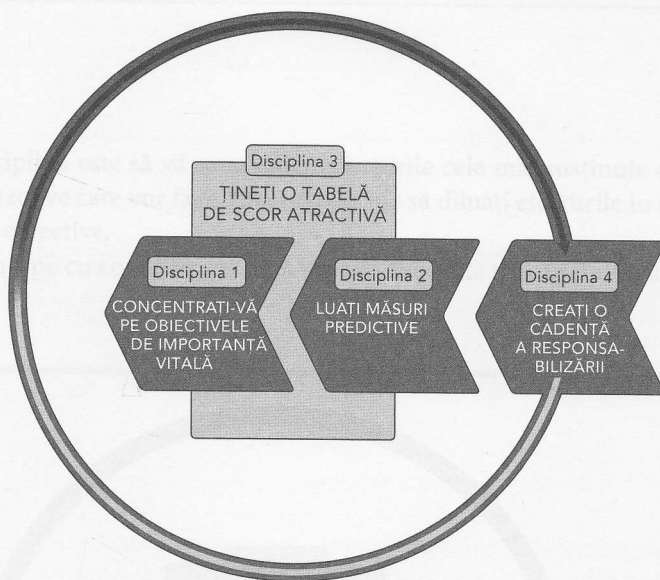 Disciplina 3
ȚINEȚI O TABELĂ
DE SCOR ATRACTIVĂ
Disciplina 1
CONCENTRAȚI-VĂ
PE OBIECTIVELE
DE IMPORTANȚĂ
VITALĂ
Disciplina 2
LUAȚI MĂSURI
PREDICTIVE
Disciplina 4
CREAȚI O
CADENȚĂ
A RESPONSA-
BILIZĂRII